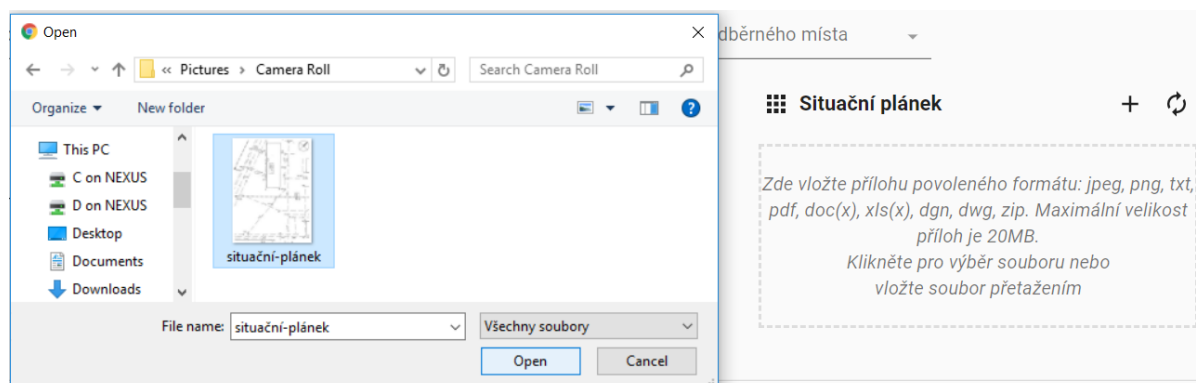 Open
Pictures
Camera Roll
Search Camera Roll
Organize
New folder
This PC
C on NEXUS
D on NEXUS
Desktop
Documents
Downloads
situační-plánek
File name:
situační-plánek
Všechny soubory
Open
Cancel
dběrného místa
Situační plánek
Zde vložte přílohu povoleného formátu: jpeg, png, txt,
pdf, doc(x), xls(x), dgn, dwg, zip. Maximální velikost
příloh je 20MB.
Klikněte pro výběr souboru nebo
vložte soubor přetažením